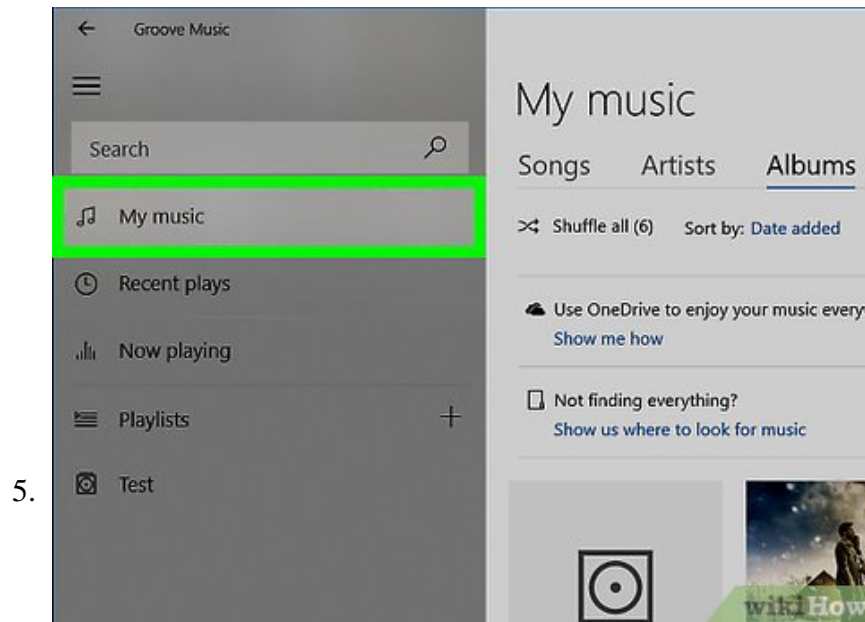 Groove Music
Search
My music
Recent plays
Now playing
Playlists
Test
My music
Songs Artists Albums
Shuffle all (6) Sort by: Date added
Use OneDrive to enjoy your music every
Show me how
Not finding everything?
Show us where to look for music
5.
wikiHow